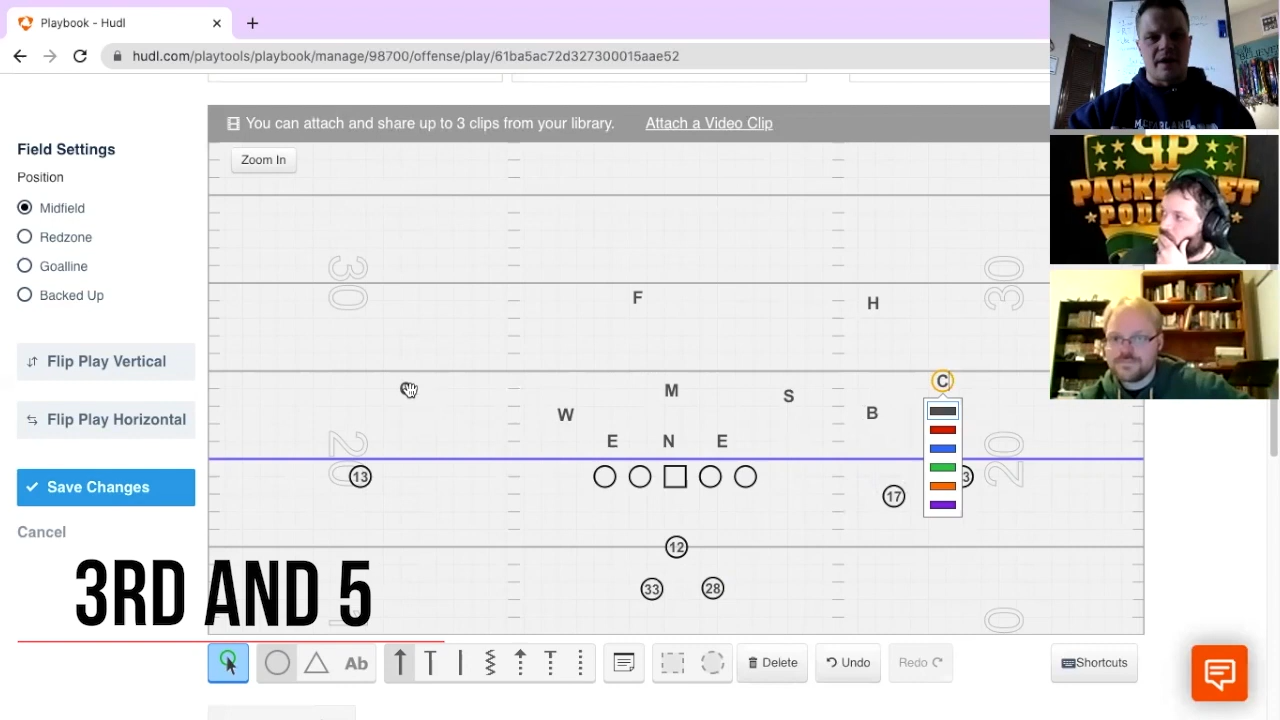 Playbook - Hudl
hudl.com/playtools/playbook/manage/98700/offense/play/61ba5ac72d327300015aae52
You can attach and share up to 3 clips from your library. Attach a Video Clip
Field Settings
Position
Midfield
Redzone
Goalline
Backed Up
Flip Play Vertical
Flip Play Horizontal
Save Changes
Cancel
Zoom In
30 30
F H
C
M S
W B
E N E
20 20
13 17
12
33 28
0
3RD AND 5
Ab
Delete
Undo
Redo
Shortcuts